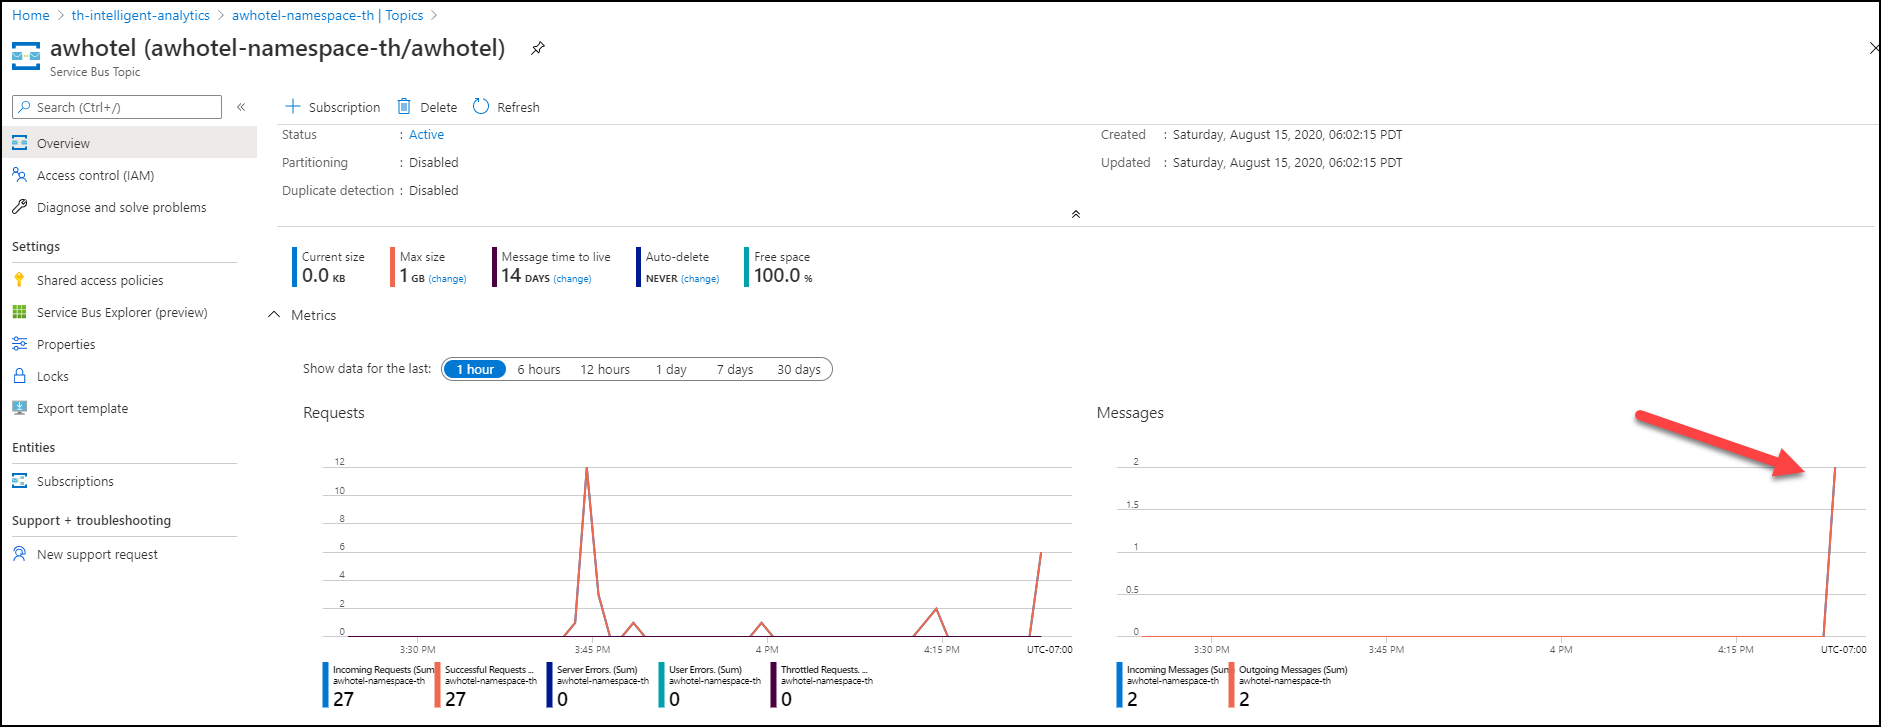 Home > th-intelligent-analytics > awhotel-namespace-th | Topics >
awhotel (awhotel-namespace-th/awhotel)
Service Bus Topic
Search (Ctrl+/)
«
Overview
Access control (IAM)
Diagnose and solve problems
Settings
Shared access policies
Service Bus Explorer (preview)
Properties
Locks
Export template
Entities
Subscriptions
Support + troubleshooting
New support request
Subscription Delete Refresh
Status : Active
Partitioning : Disabled
Duplicate detection : Disabled
Created : Saturday, August 15, 2020, 06:02:15 PDT
Updated : Saturday, August 15, 2020, 06:02:15 PDT
Current size
0.0 KB
Max size
1 GB (change)
Message time to live
14 DAYS (change)
Auto-delete
NEVER (change)
Free space
100.0 %
Metrics
Show data for the last: 1 hour 6 hours 12 hours 1 day 7 days 30 days
Requests
12
10
8
6
4
2
0
3:30 PM 3:45 PM 4 PM 4:15 PM UTC-07:00
Incoming Requests (Sum)
awhotel-namespace-th
27
Successful Requests ...
awhotel-namespace-th
27
Server Errors. (Sum)
awhotel-namespace-th
0
User Errors. (Sum)
awhotel-namespace-th
0
Throttled Requests. ...
awhotel-namespace-th
0
Messages
2
1.5
1
0.5
0
3:30 PM 3:45 PM 4 PM 4:15 PM UTC-07:00
Incoming Messages (Sum)
awhotel-namespace-th
2
Outgoing Messages (Sum)
awhotel-namespace-th
2